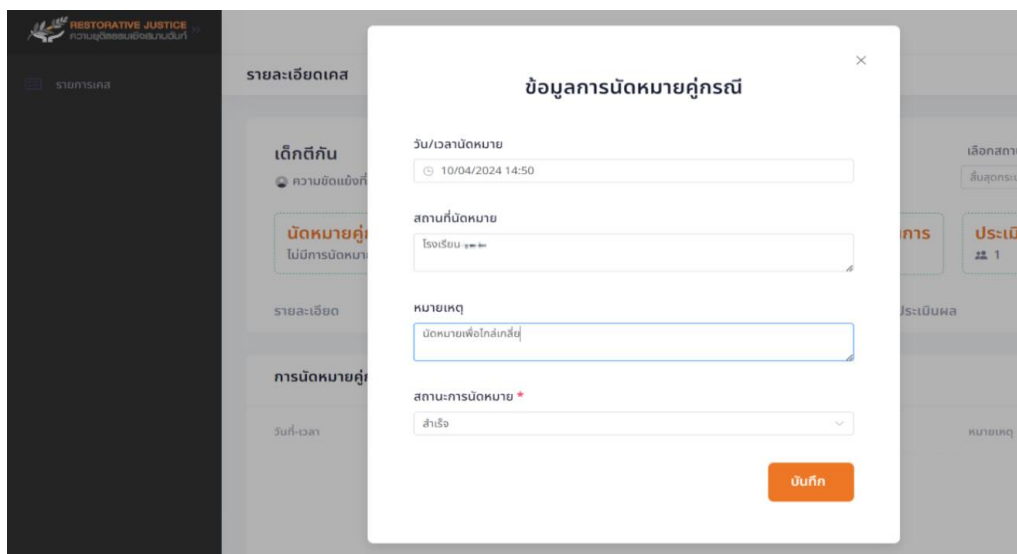 RESTORATIVE JUSTICE
ความยุติธรรมเชิงสมานฉันท์
รายการเคส
รายละเอียดเคส
เด็กตีกัน
ความขัดแย้งที่
นัดหมายคู่
ไม่มีการนัดหมา
รายละเอียด
การนัดหมายคู่
วันที่-เวลา
ข้อมูลการนัดหมายคู่กรณี
วัน/เวลานัดหมาย
10/04/2024 14:50
สถานที่นัดหมาย
โรงเรียน
หมายเหตุ
นัดหมายเพื่อไกล่เกลี่ย
สถานะการนัดหมาย *
สำเร็จ
บันทึก
เลือกสถา
สิ้นสุดกระ
การ
ประเมิ
1
ประเมินผล
หมายเหตุ